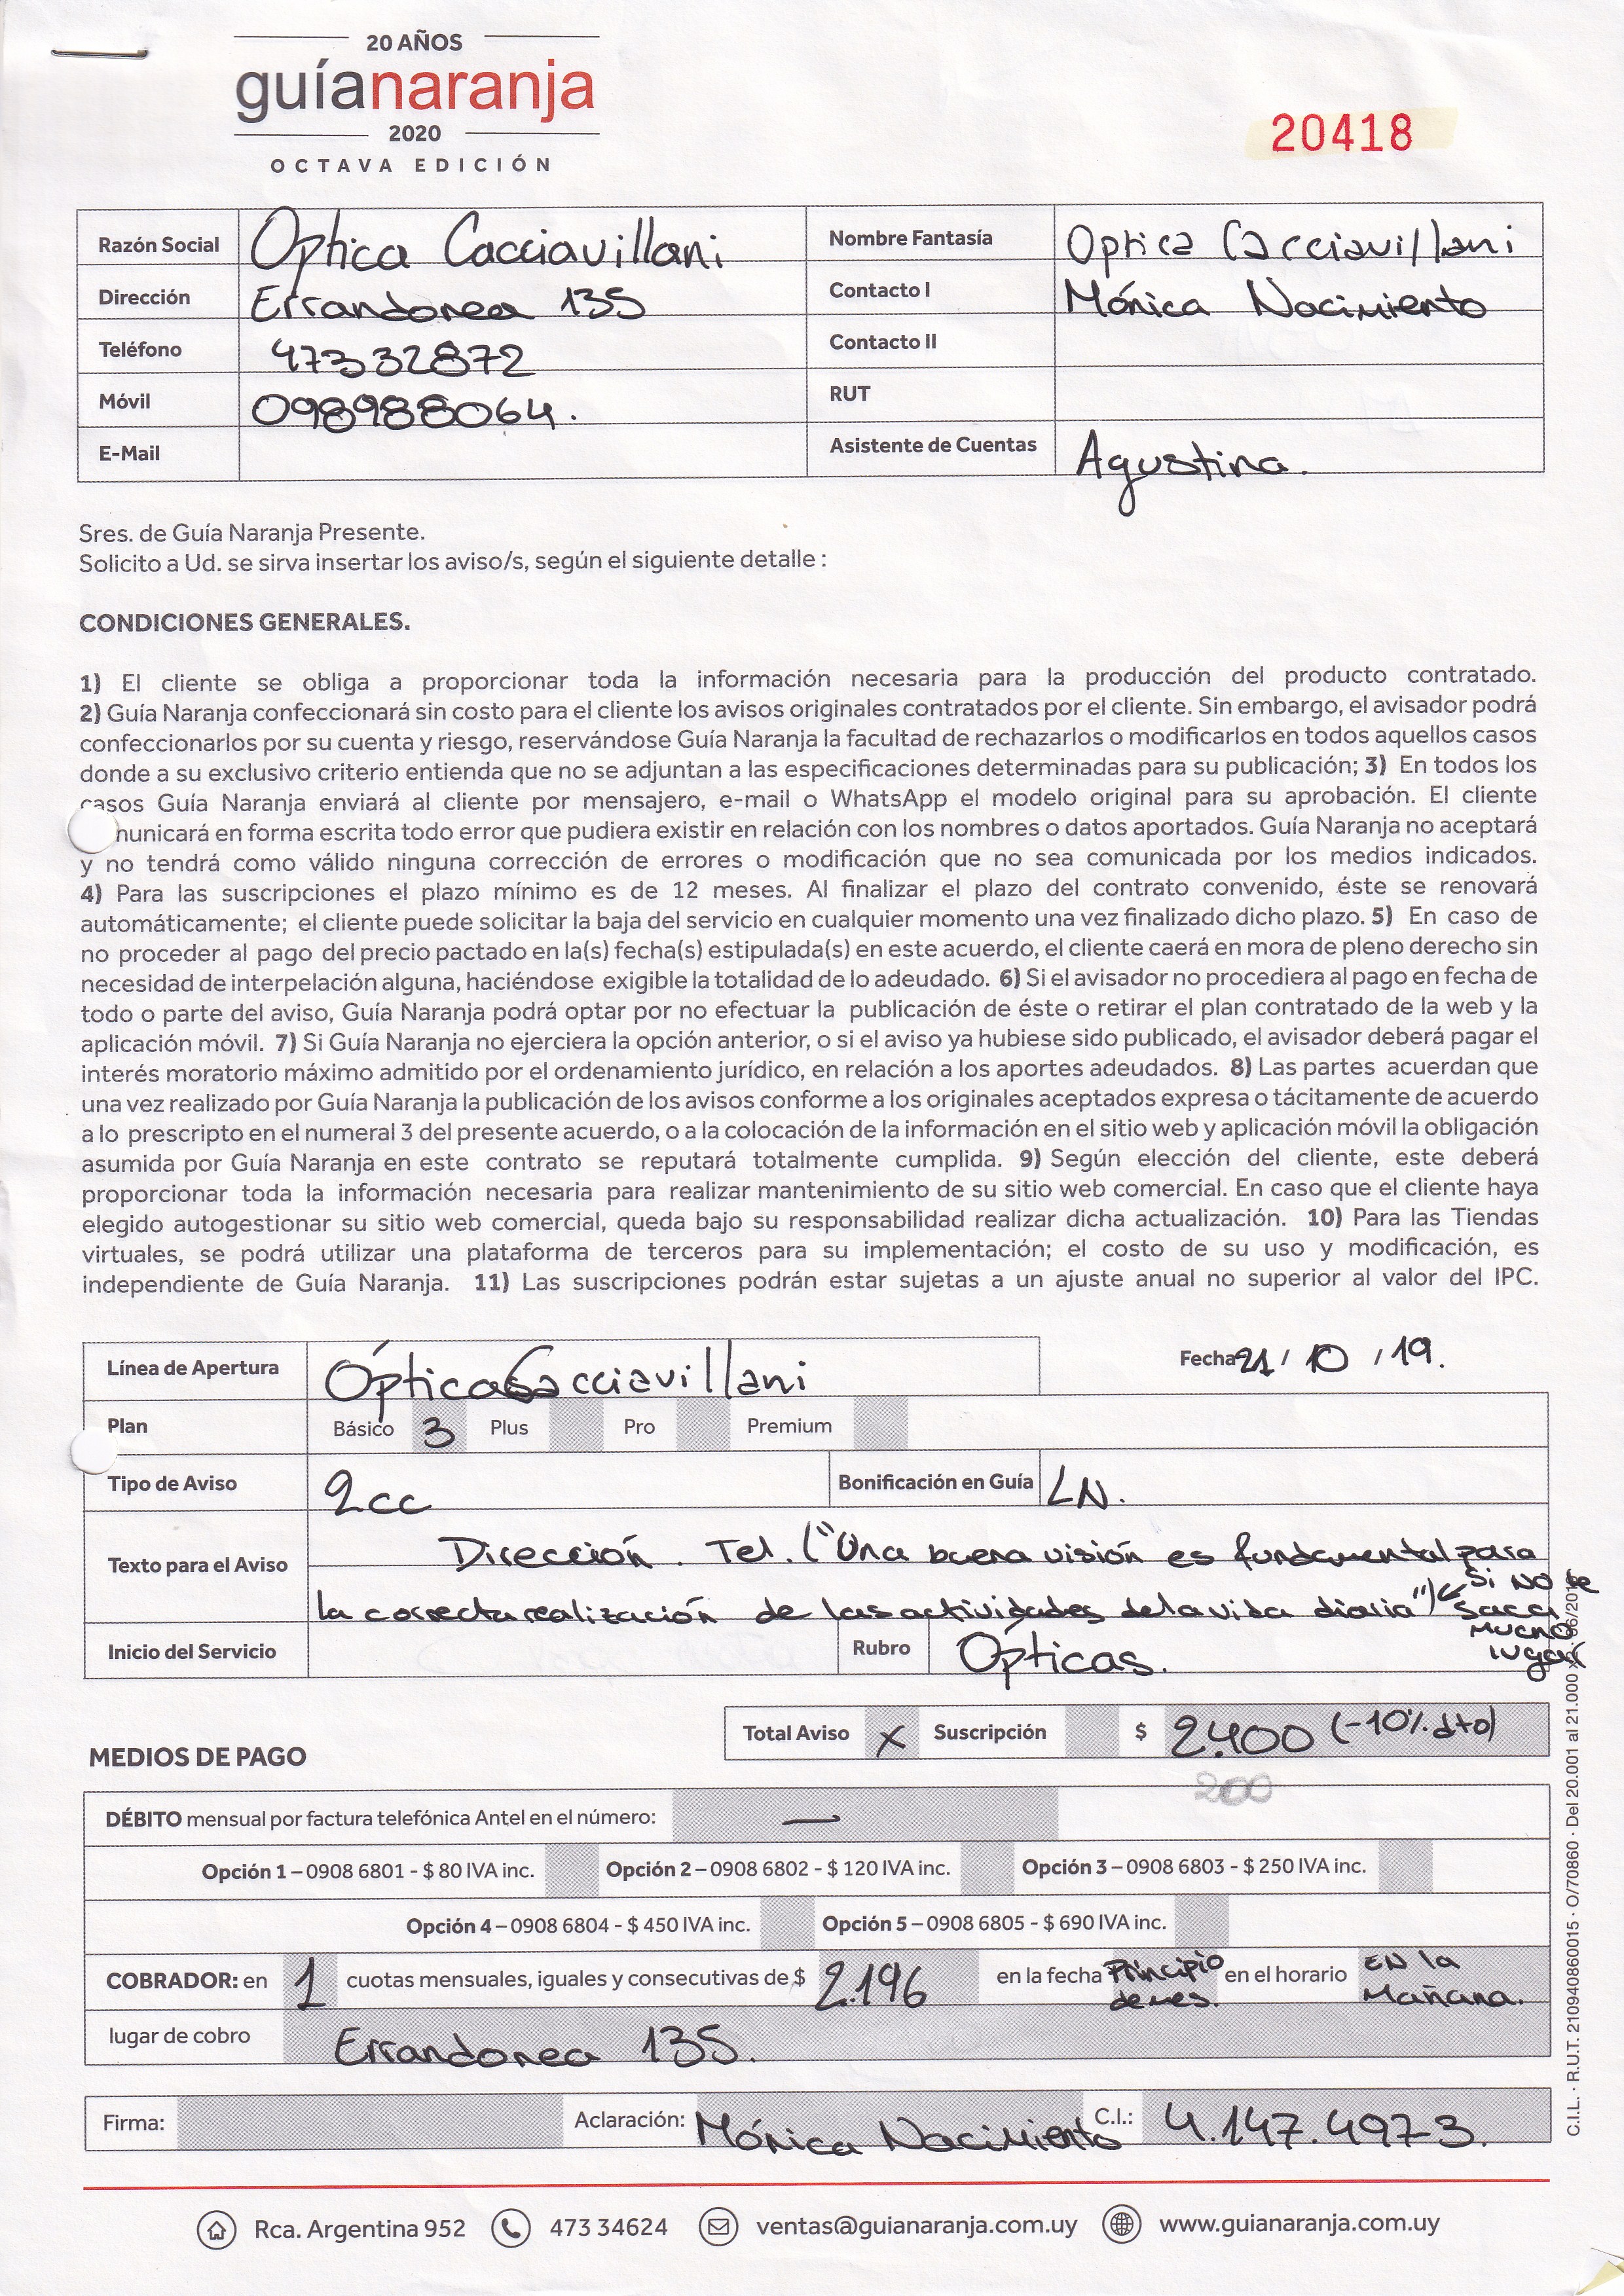 20 AÑOS
guíanaranja
2020
OCTAVA EDICIÓN
20418
Razón Social Optica Cacciavillani Nombre Fantasía Optica Cacciavillani
Dirección Errandonea 135 Contacto I Mónica Nacimiento
Teléfono 47332872 Contacto II
Móvil 098988064. RUT
E-Mail Asistente de Cuentas Agustina.
Sres. de Guía Naranja Presente.
Solicito a Ud. se sirva insertar los aviso/s, según el siguiente detalle :
CONDICIONES GENERALES.
1) El cliente se obliga a proporcionar toda la información necesaria para la producción del producto contratado.
2) Guía Naranja confeccionará sin costo para el cliente los avisos originales contratados por el cliente. Sin embargo, el avisador podrá
confeccionarlos por su cuenta y riesgo, reservándose Guía Naranja la facultad de rechazarlos o modificarlos en todos aquellos casos
donde a su exclusivo criterio entienda que no se adjuntan a las especificaciones determinadas para su publicación; 3) En todos los
casos Guía Naranja enviará al cliente por mensajero, e-mail o WhatsApp el modelo original para su aprobación. El cliente
municará en forma escrita todo error que pudiera existir en relación con los nombres o datos aportados. Guía Naranja no aceptará
y no tendrá como válido ninguna corrección de errores o modificación que no sea comunicada por los medios indicados.
4) Para las suscripciones el plazo mínimo es de 12 meses. Al finalizar el plazo del contrato convenido, éste se renovará
automáticamente; el cliente puede solicitar la baja del servicio en cualquier momento una vez finalizado dicho plazo. 5) En caso de
no proceder al pago del precio pactado en la(s) fecha(s) estipulada(s) en este acuerdo, el cliente caerá en mora de pleno derecho sin
necesidad de interpelación alguna, haciéndose exigible la totalidad de lo adeudado. 6) Si el avisador no procediera al pago en fecha de
todo o parte del aviso, Guía Naranja podrá optar por no efectuar la publicación de éste o retirar el plan contratado de la web y la
aplicación móvil. 7) Si Guía Naranja no ejerciera la opción anterior, o si el aviso ya hubiese sido publicado, el avisador deberá pagar el
interés moratorio máximo admitido por el ordenamiento jurídico, en relación a los aportes adeudados. 8) Las partes acuerdan que
una vez realizado por Guía Naranja la publicación de los avisos conforme a los originales aceptados expresa o tácitamente de acuerdo
a lo prescripto en el numeral 3 del presente acuerdo, o a la colocación de la información en el sitio web y aplicación móvil la obligación
asumida por Guía Naranja en este contrato se reputará totalmente cumplida. 9) Según elección del cliente, este deberá
proporcionar toda la información necesaria para realizar mantenimiento de su sitio web comercial. En caso que el cliente haya
elegido autogestionar su sitio web comercial, queda bajo su responsabilidad realizar dicha actualización. 10) Para las Tiendas
virtuales, se podrá utilizar una plataforma de terceros para su implementación; el costo de su uso y modificación, es
independiente de Guía Naranja. 11) Las suscripciones podrán estar sujetas a un ajuste anual no superior al valor del IPC.
Línea de Apertura Óptica Cacciavillani Fecha 21 / 10 / 19.
Plan Básico 3 Plus Pro Premium
Tipo de Aviso 2cc Bonificación en Guía LN.
Texto para el Aviso Dirección. Tel. ("Una buena visión es fundamental para
la correcta realización de las actividades de la vida diaria")
Si NO se
saca
mucho
lugar
Inicio del Servicio Rubro Opticas.
Total Aviso X Suscripción $ 2.400 (-10% dto)
200
MEDIOS DE PAGO
DÉBITO mensual por factura telefónica Antel en el número: —
Opción 1 – 0908 6801 - $ 80 IVA inc. Opción 2 – 0908 6802 - $ 120 IVA inc. Opción 3 – 0908 6803 - $ 250 IVA inc.
Opción 4 – 0908 6804 - $ 450 IVA inc. Opción 5 – 0908 6805 - $ 690 IVA inc.
COBRADOR: en 1 cuotas mensuales, iguales y consecutivas de $ 2.196 en la fecha Principio de mes. en el horario EN la Mañana.
lugar de cobro Errandonea 135.
Firma: Aclaración: Mónica Nacimiento C.I.: 4.147.497-3.
Rca. Argentina 952 473 34624 ventas@guianaranja.com.uy www.guianaranja.com.uy
C.I.L. · R.U.T. 210940860015 · O/70860 · Del 20.001 al 21.000